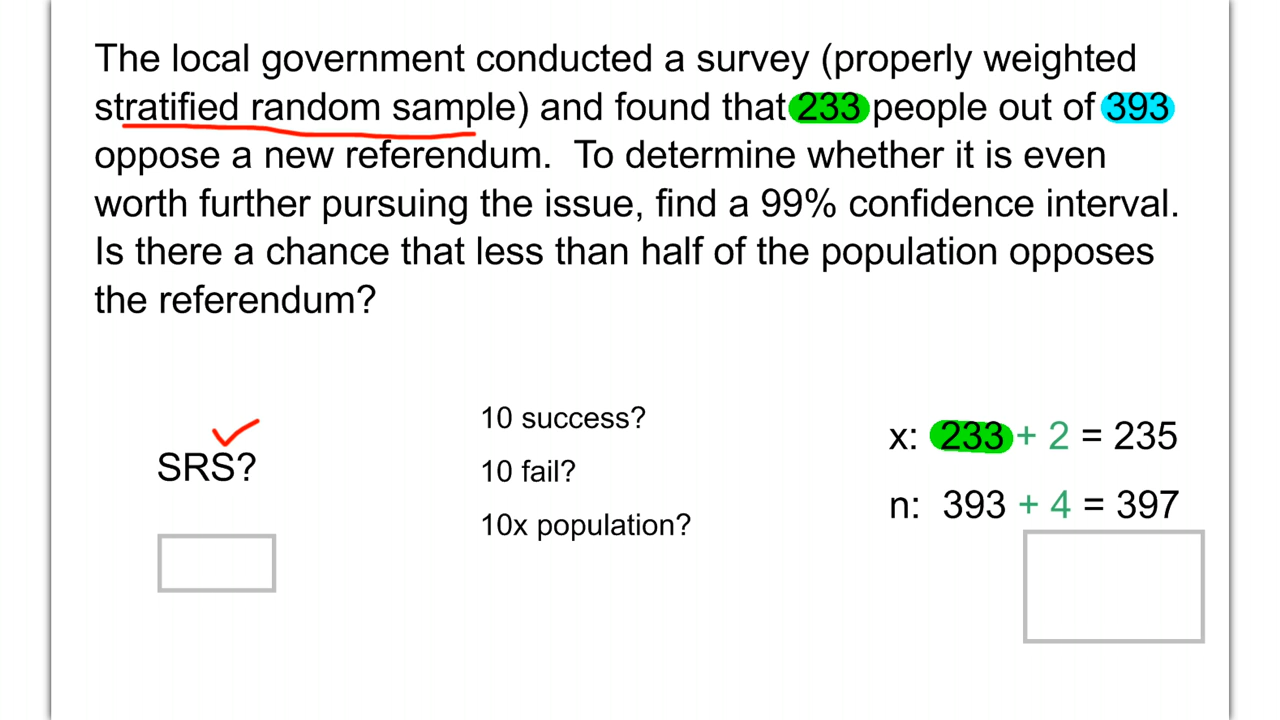 The local government conducted a survey (properly weighted
stratified random sample) and found that 233 people out of 393
oppose a new referendum. To determine whether it is even
worth further pursuing the issue, find a 99% confidence interval.
Is there a chance that less than half of the population opposes
the referendum?
SRS?
10 success?
10 fail?
10x population?
x: 233 + 2 = 235
n: 393 + 4 = 397